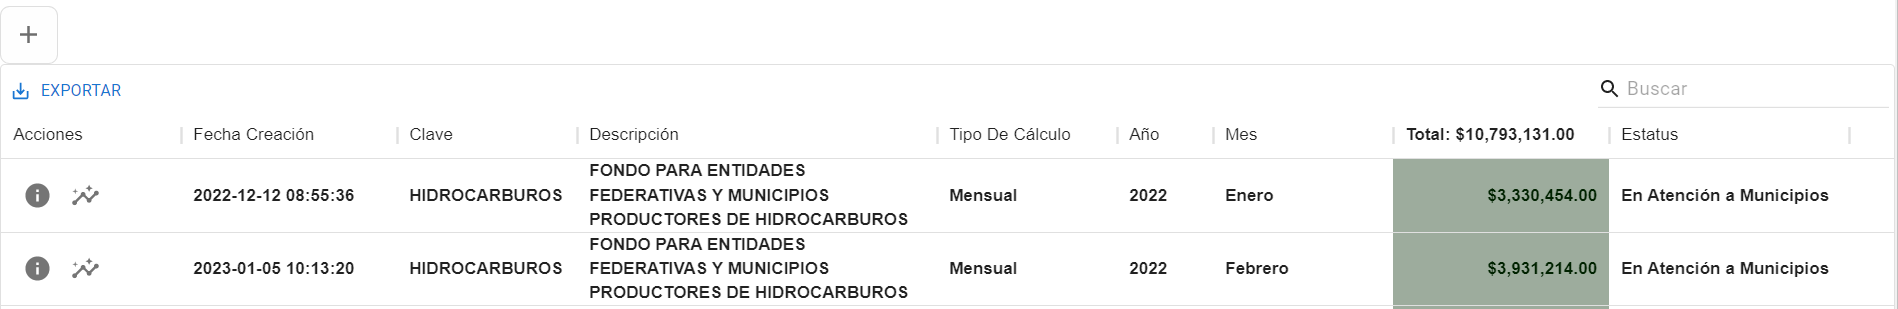 EXPORTAR
Buscar
Acciones Fecha Creación Clave Descripción Tipo De Cálculo Año Mes Total: $10,793,131.00 Estatus
2022-12-12 08:55:36 HIDROCARBUROS FONDO PARA ENTIDADES
FEDERATIVAS Y MUNICIPIOS
PRODUCTORES DE HIDROCARBUROS Mensual 2022 Enero $3,330,454.00 En Atención a Municipios
2023-01-05 10:13:20 HIDROCARBUROS FONDO PARA ENTIDADES
FEDERATIVAS Y MUNICIPIOS
PRODUCTORES DE HIDROCARBUROS Mensual 2022 Febrero $3,931,214.00 En Atención a Municipios